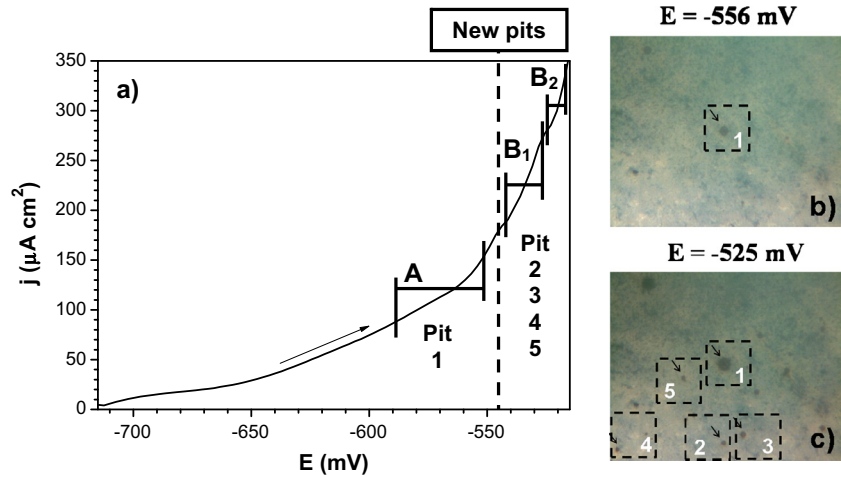 New pits
a)
350
300
250
200
150
100
50
0
j (µA cm²)
-700
-650
-600
-550
E (mV)
A
Pit
1
B₁
B₂
Pit
2
3
4
5
E = -556 mV
1
b)
E = -525 mV
1
5
4
2
3
c)